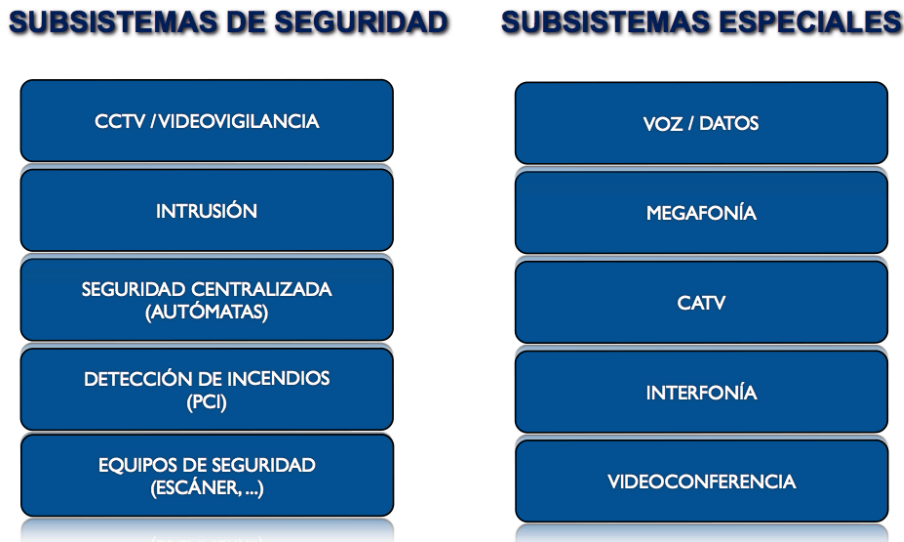 SUBSISTEMAS DE SEGURIDAD
CCTV / VIDEOVIGILANCIA
INTRUSIÓN
SEGURIDAD CENTRALIZADA
(AUTÓMATAS)
DETECCIÓN DE INCENDIOS
(PCI)
EQUIPOS DE SEGURIDAD
(ESCÁNER, ...)
SUBSISTEMAS ESPECIALES
VOZ / DATOS
MEGAFONÍA
CATV
INTERFONÍA
VIDEOCONFERENCIA